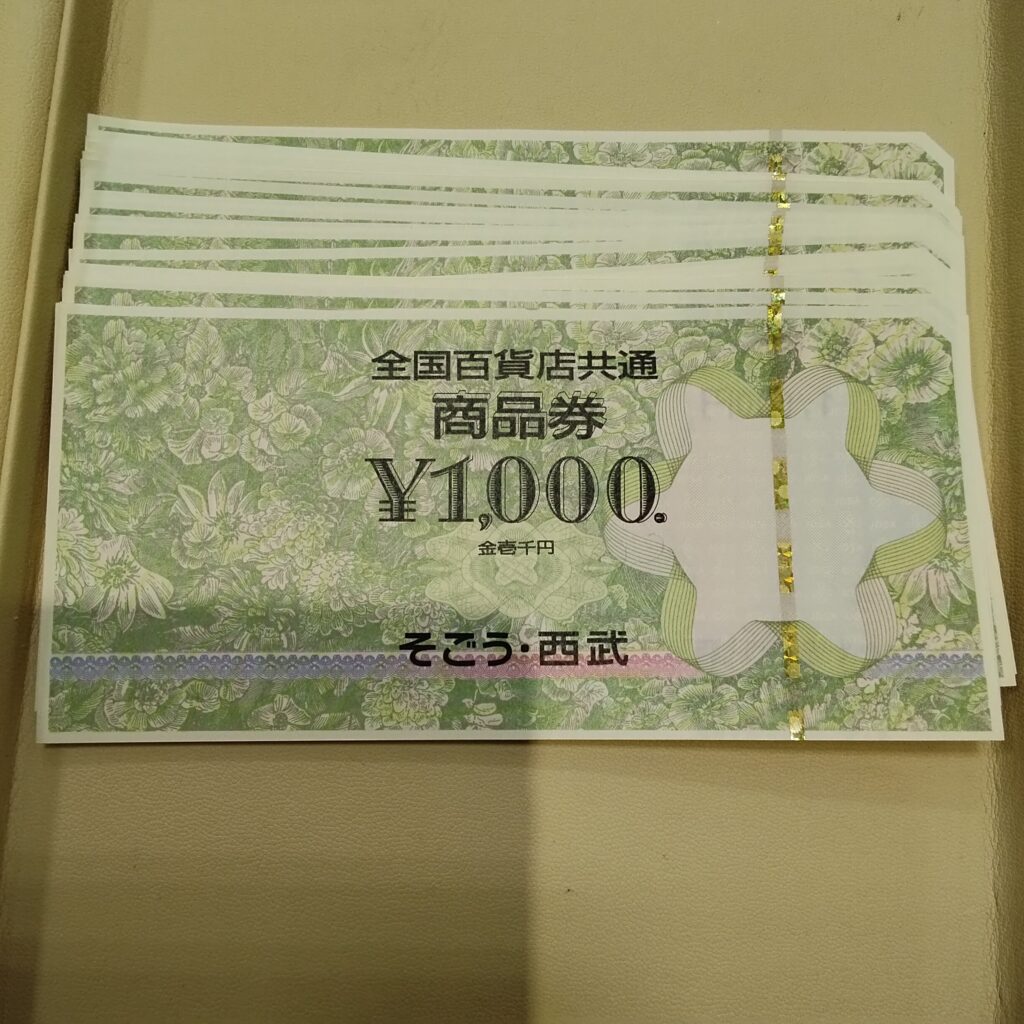 全国百貨店共通
商品券
¥1,000.
金壱千円
そごう・西武